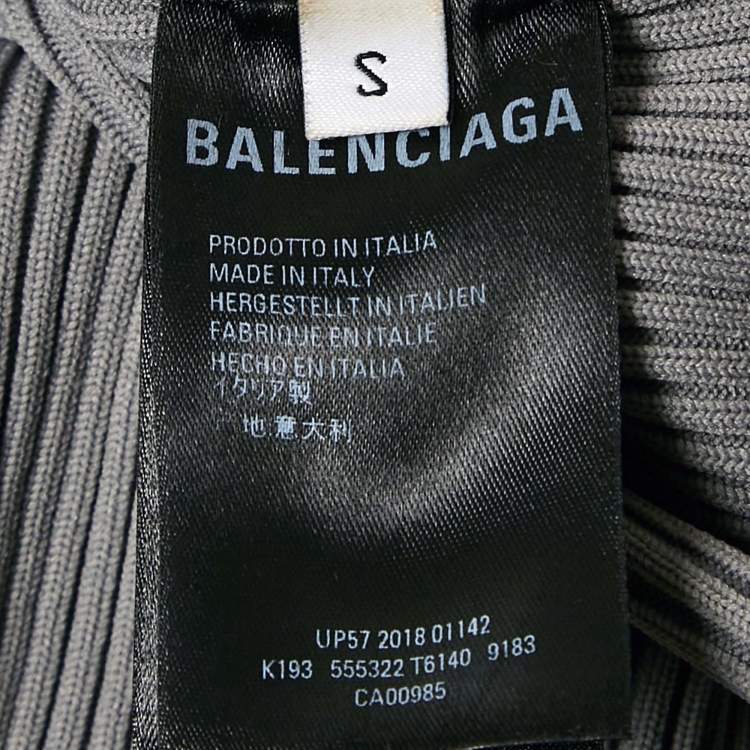 S
BALENCIAGA
PRODOTTO IN ITALIA
MADE IN ITALY
HERGESTELLT IN ITALIEN
FABRIQUE EN ITALIE
HECHO EN ITALIA
イタリア製
地意大利
UP57 2018 01142
K193 555322 T6140 9183
CA00985